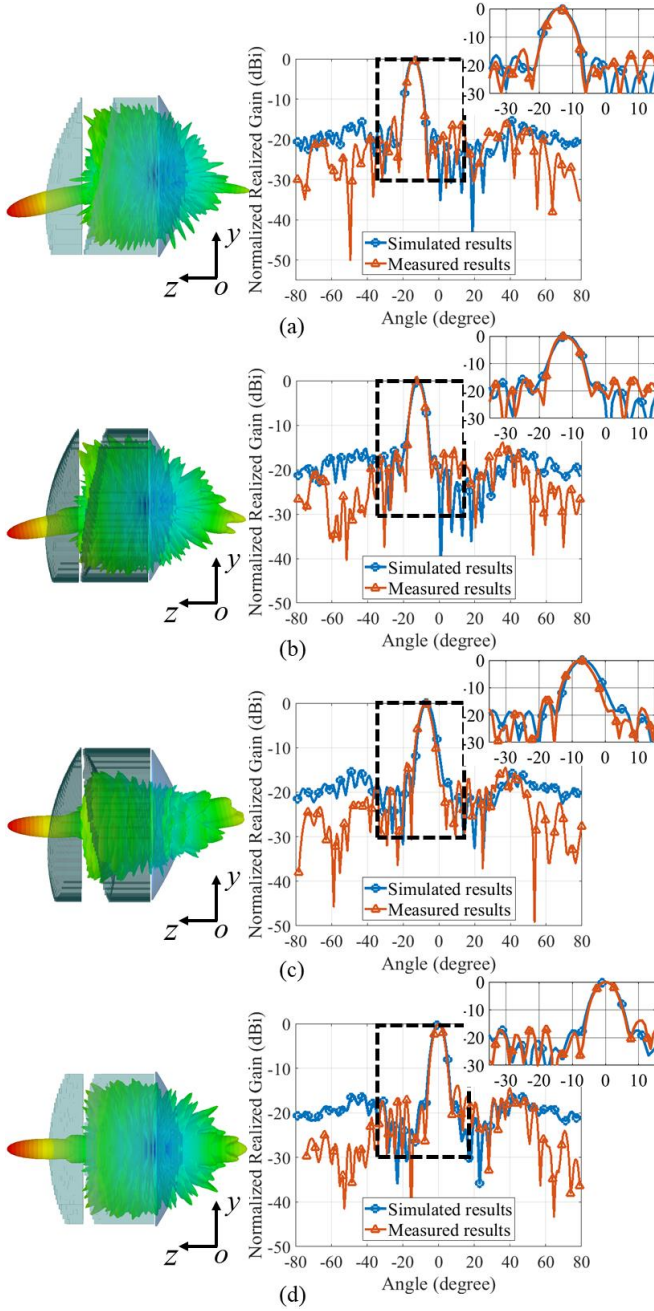 0
-10
-20
-30
-30 -20 -10 0 10
Normalized Realized Gain (dBi)
0
-10
-20
-30
-40
-50
Simulated results
Measured results
-80 -60 -40 -20 0 20 40 60 80
Angle (degree)
y
z o
(a)
0
-10
-20
-30
-30 -20 -10 0 10
Normalized Realized Gain (dBi)
0
-10
-20
-30
-40
-50
Simulated results
Measured results
-80 -60 -40 -20 0 20 40 60 80
Angle (degree)
y
z o
(b)
0
-10
-20
-30
-30 -20 -10 0 10
Normalized Realized Gain (dBi)
0
-10
-20
-30
-40
-50
Simulated results
Measured results
-80 -60 -40 -20 0 20 40 60 80
Angle (degree)
y
z o
(c)
0
-10
-20
-30
-30 -20 -10 0 10
Normalized Realized Gain (dBi)
0
-10
-20
-30
-40
-50
Simulated results
Measured results
-80 -60 -40 -20 0 20 40 60 80
Angle (degree)
y
z o
(d)